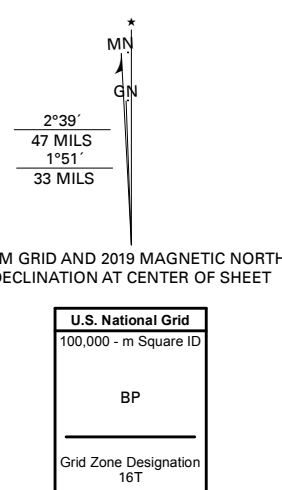 ★
MN
GN
2°39´
47 MILS
1°51´
33 MILS
M GRID AND 2019 MAGNETIC NORTH
DECLINATION AT CENTER OF SHEET
U.S. National Grid
100,000 - m Square ID
BP
Grid Zone Designation
16T